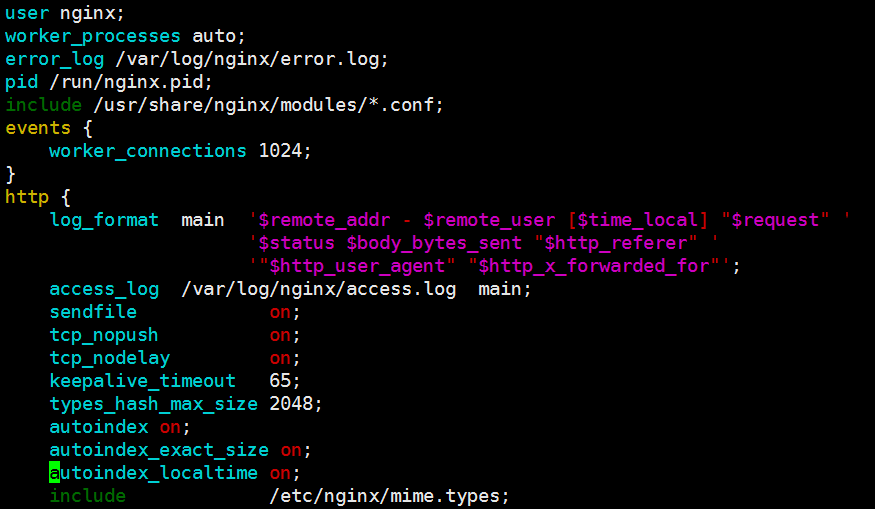 user nginx;
worker_processes auto;
error_log /var/log/nginx/error.log;
pid /run/nginx.pid;
include /usr/share/nginx/modules/*.conf;
events {
    worker_connections 1024;
}
http {
    log_format  main  '$remote_addr - $remote_user [$time_local] "$request" '
                      '$status $body_bytes_sent "$http_referer" '
                      '"$http_user_agent" "$http_x_forwarded_for"';
    access_log  /var/log/nginx/access.log  main;
    sendfile            on;
    tcp_nopush          on;
    tcp_nodelay         on;
    keepalive_timeout   65;
    types_hash_max_size 2048;
    autoindex on;
    autoindex_exact_size on;
    autoindex_localtime on;
    include             /etc/nginx/mime.types;